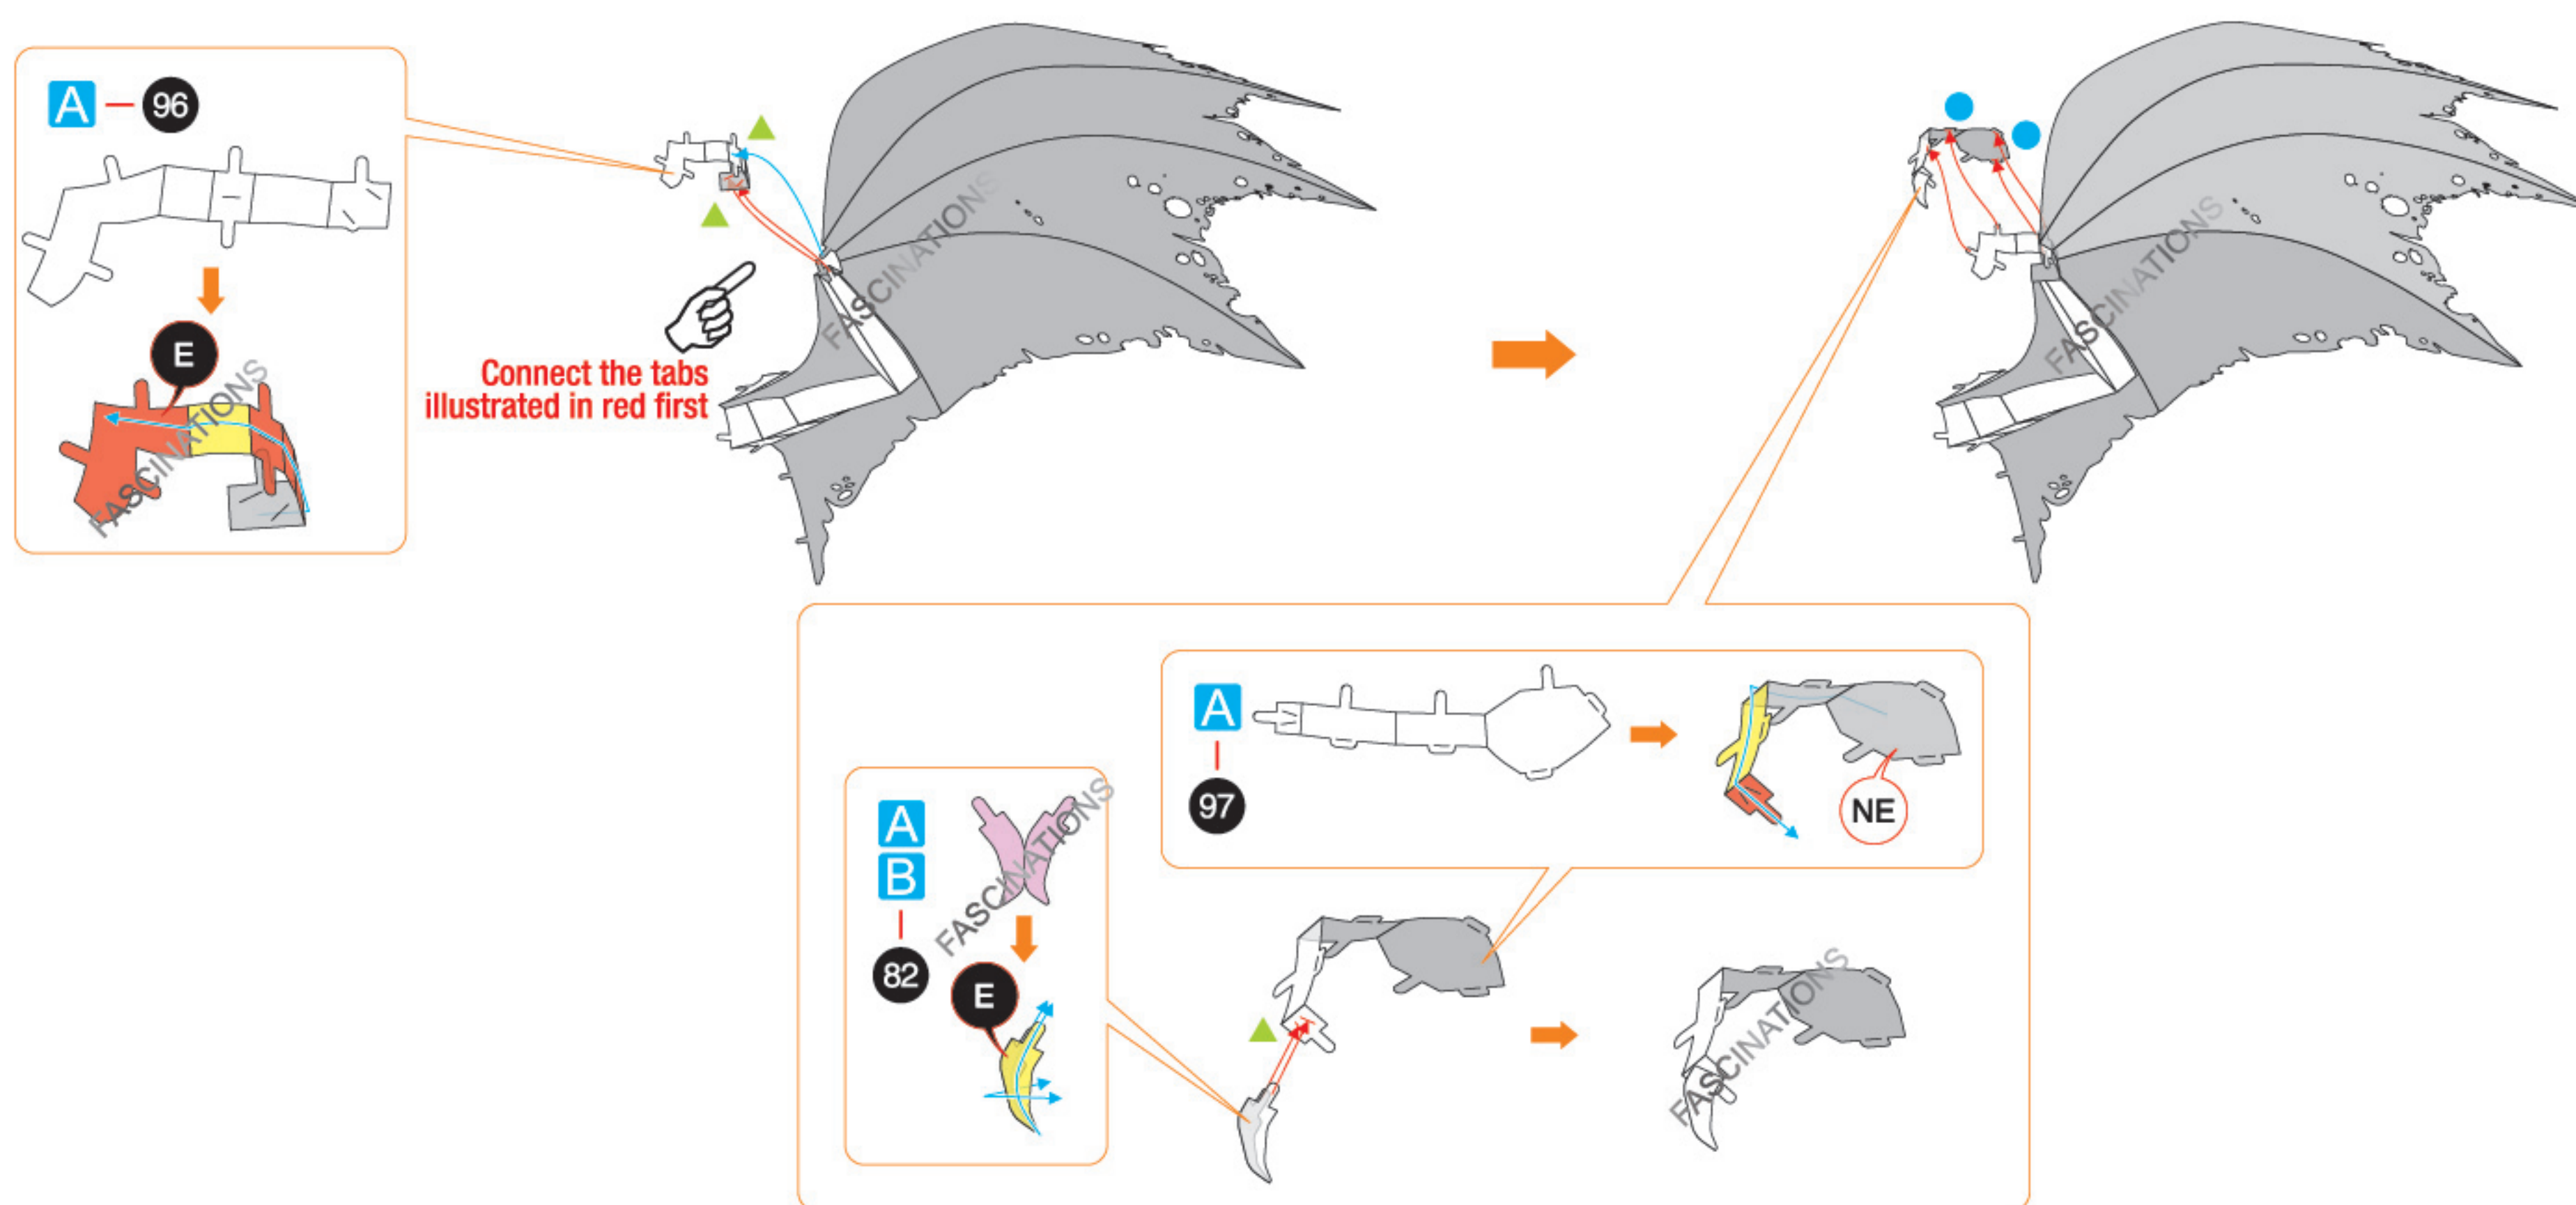 A
96
E
FASCINATIONS
FASCINATIONS
Connect the tabs
illustrated in red first
FASCINATIONS
A
97
NE
A
B
82
E
FASCINATIONS
FASCINATIONS